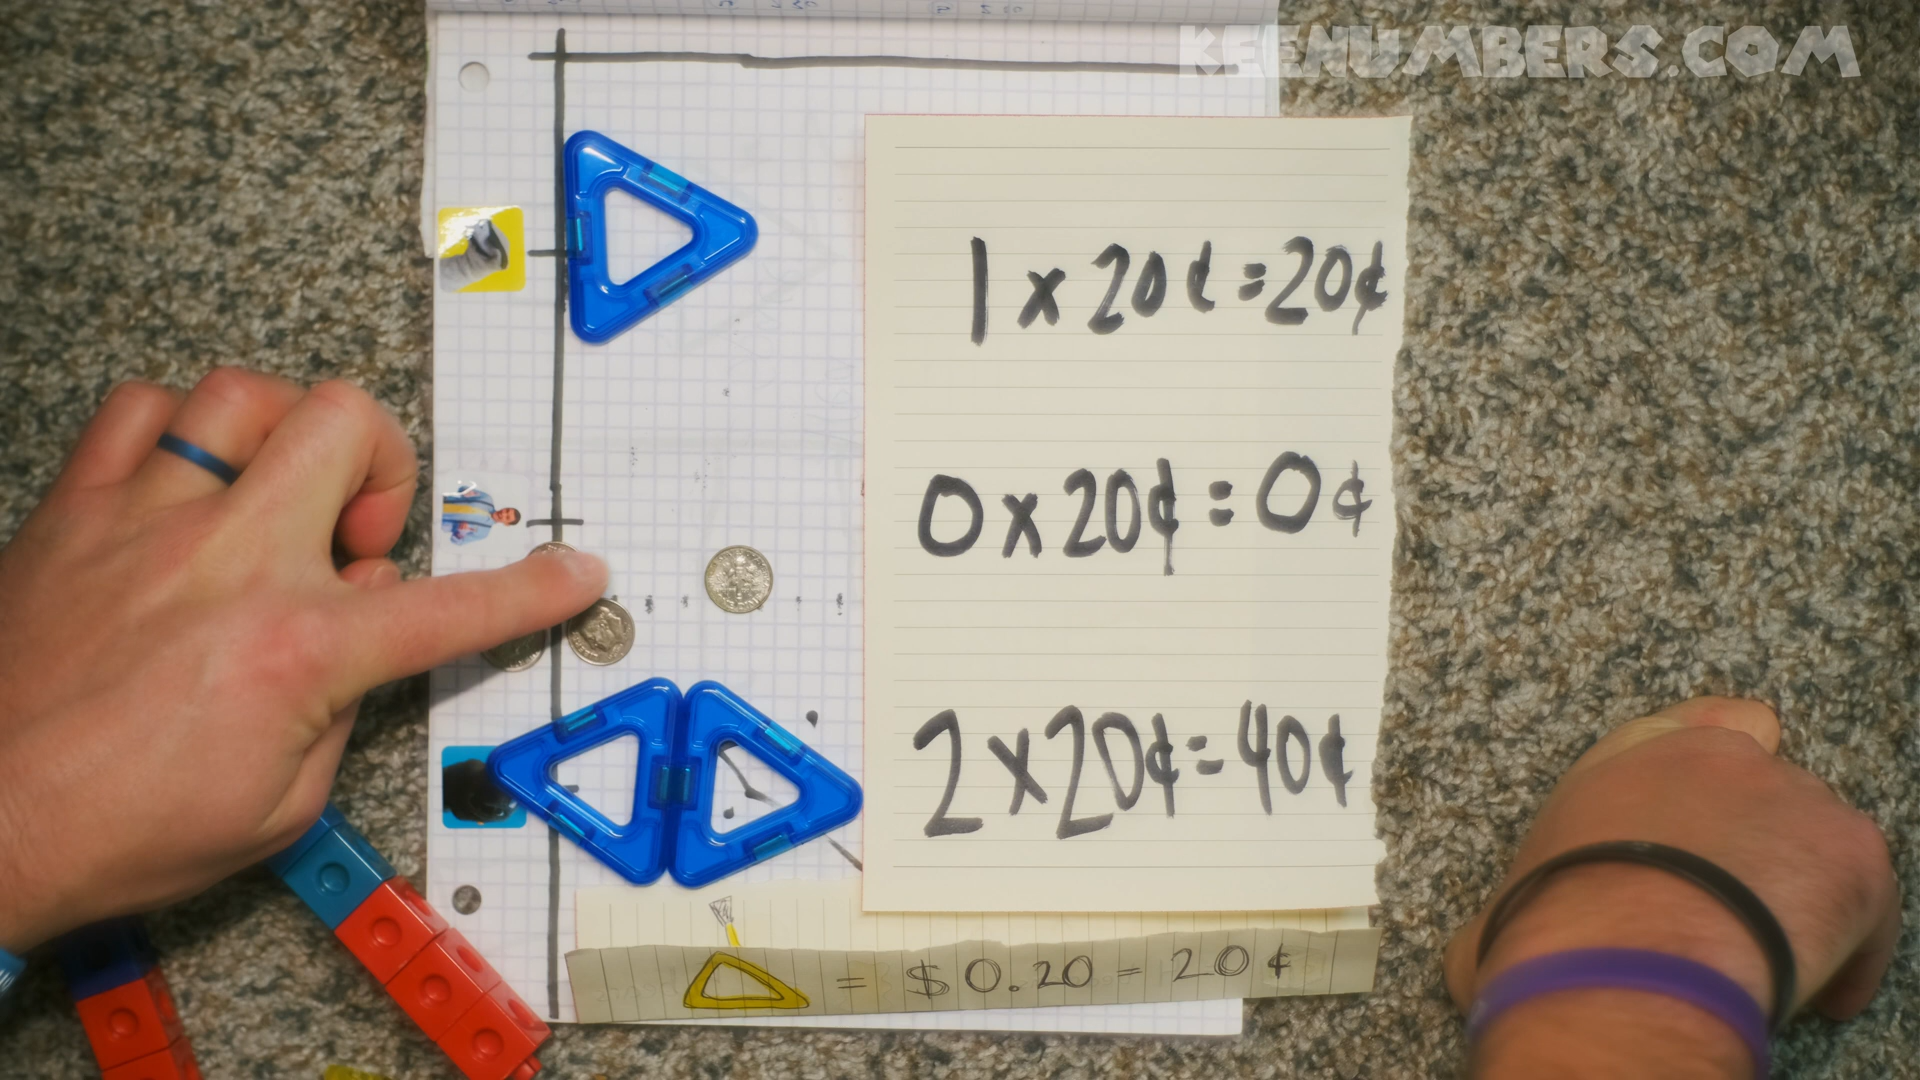 KEENUMBERS.COM
1 x 20¢ = 20¢
0 x 20¢ = 0¢
2 x 20¢ = 40¢
= $0.20 = 20¢